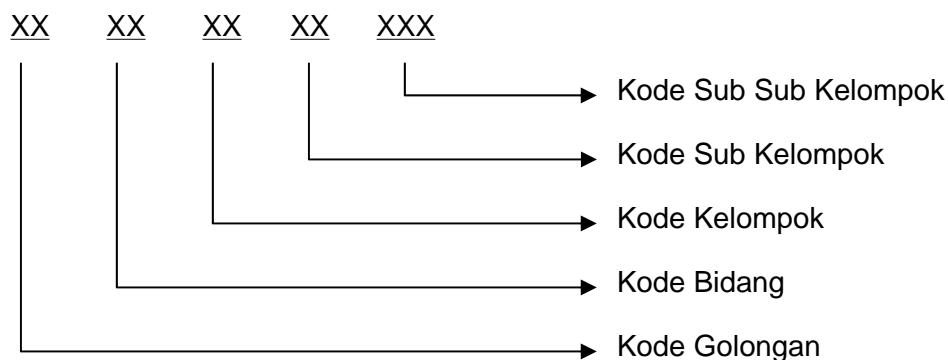 XX XX XX XX XXX
Kode Sub Sub Kelompok
Kode Sub Kelompok
Kode Kelompok
Kode Bidang
Kode Golongan